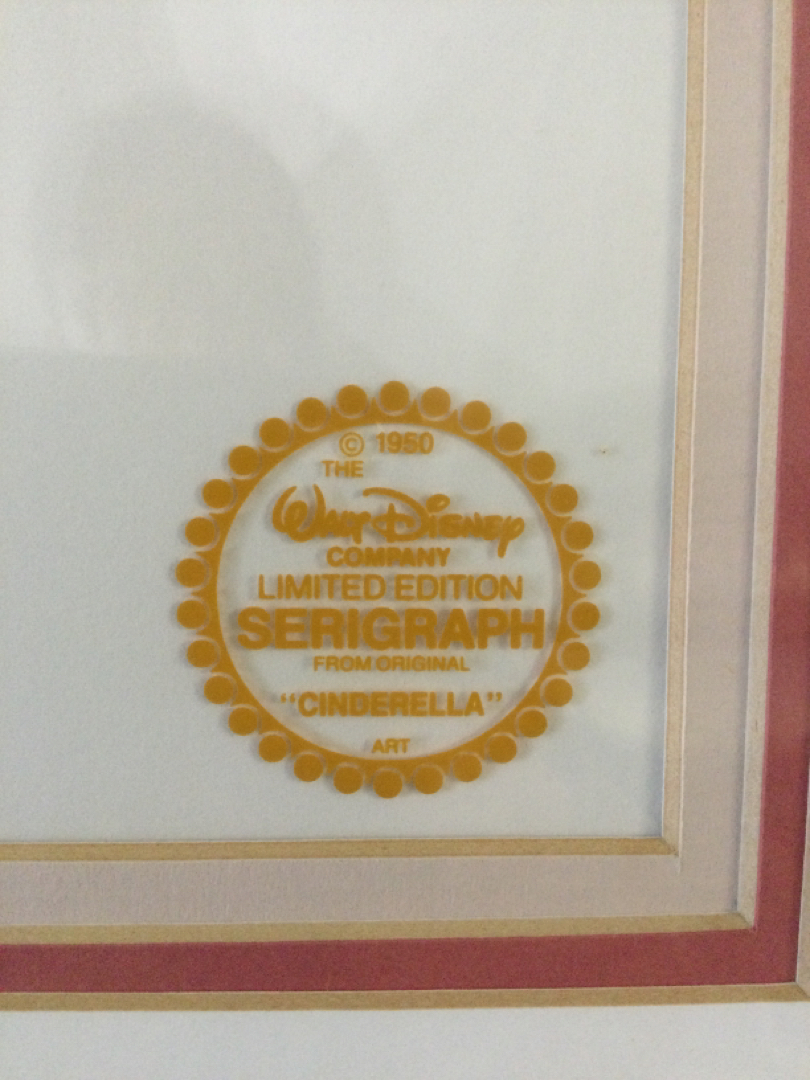 © 1950
THE
Walt Disney
COMPANY
LIMITED EDITION
SERIGRAPH
FROM ORIGINAL
"CINDERELLA"
ART